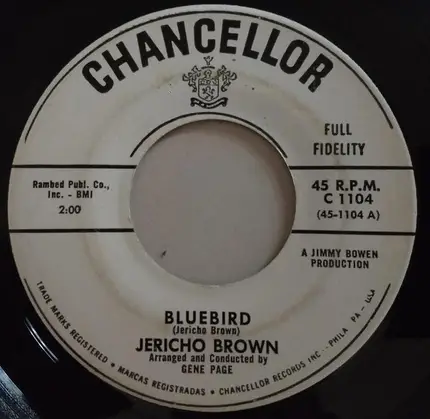 CHANCELLOR
FULL
FIDELITY
Rambed Publ. Co.,
Inc. - BMI
2:00
45 R.P.M.
C 1104
(45-1104 A)
A JIMMY BOWEN
PRODUCTION
BLUEBIRD
(Jericho Brown)
JERICHO BROWN
Arranged and Conducted by
GENE PAGE
TRADE MARKS REGISTERED • MARCAS REGISTRADAS • CHANCELLOR RECORDS INC - PHILA PA - USA